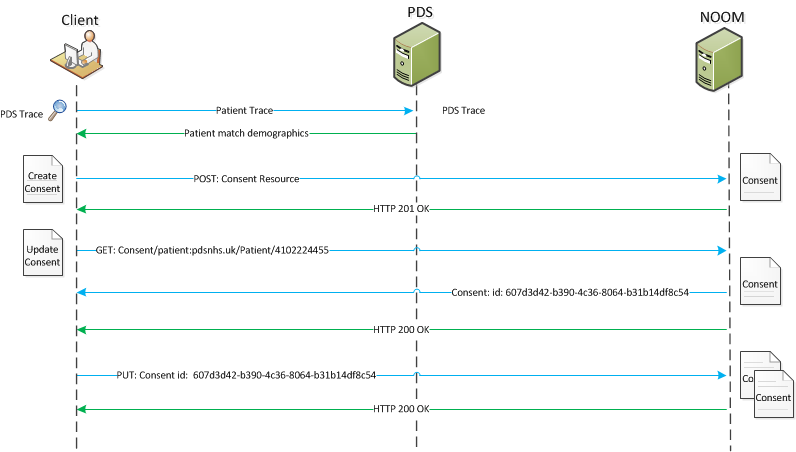 Client
PDS
NOOM
PDS Trace
Patient Trace
PDS Trace
Patient match demographics
Create
Consent
POST: Consent Resource
Consent
HTTP 201 OK
Update
Consent
GET: Consent/patient:pdsnhs.uk/Patient/4102224455
Consent: id: 607d3d42-b390-4c36-8064-b31b14df8c54
Consent
HTTP 200 OK
PUT: Consent id: 607d3d42-b390-4c36-8064-b31b14df8c54
Co
Consent
HTTP 200 OK